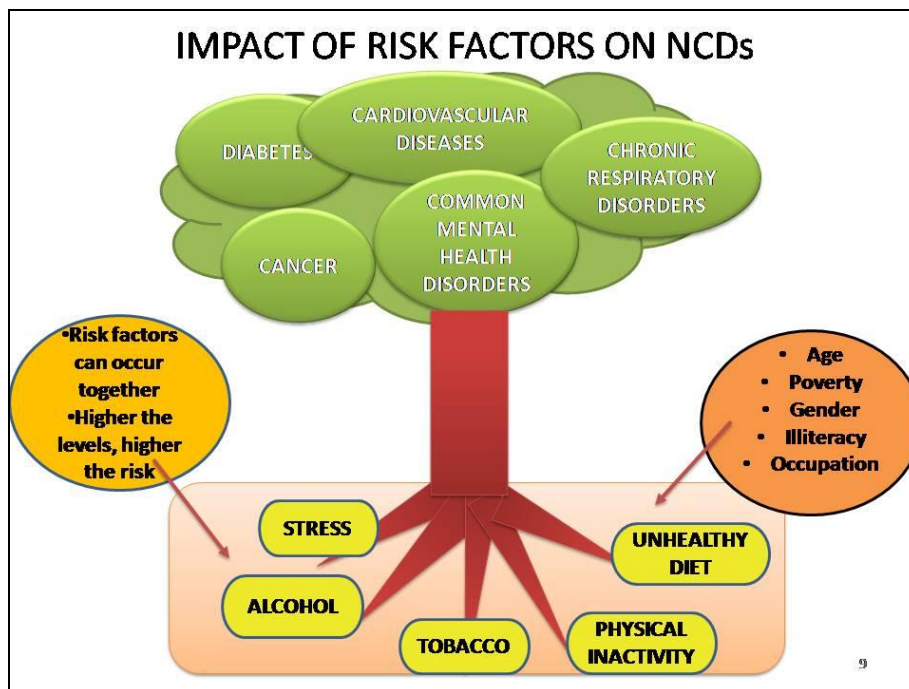 IMPACT OF RISK FACTORS ON NCDs
CARDIOVASCULAR
DISEASES
DIABETES
CHRONIC
RESPIRATORY
DISORDERS
COMMON
MENTAL
HEALTH
DISORDERS
CANCER
•Risk factors
can occur
together
•Higher the
levels, higher
the risk
• Age
• Poverty
• Gender
• Illiteracy
• Occupation
STRESS
UNHEALTHY
DIET
ALCOHOL
TOBACCO
PHYSICAL
INACTIVITY
9